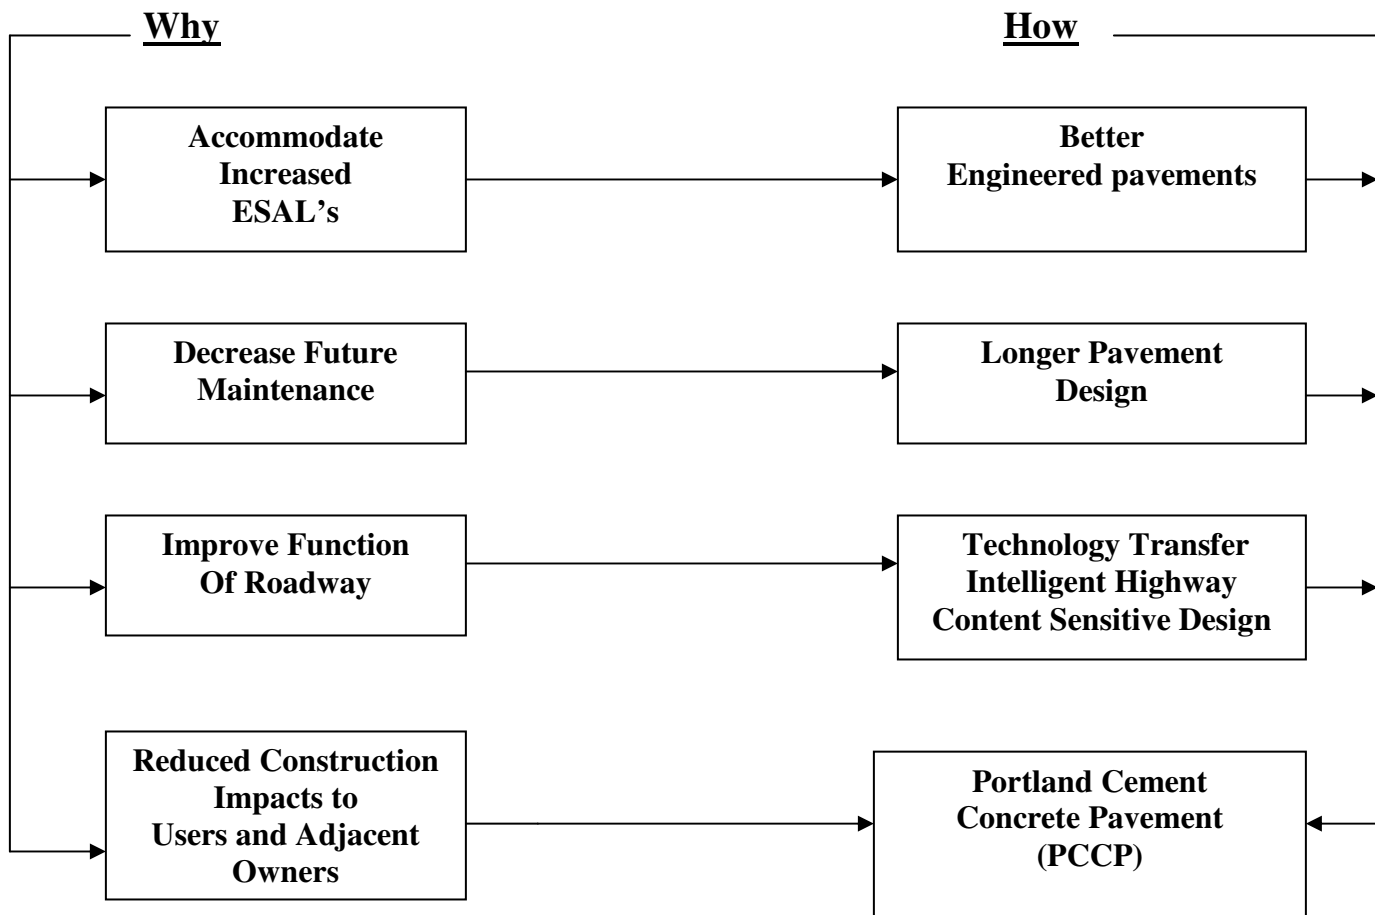 Why
How
Accommodate
Increased
ESAL’s
Better
Engineered pavements
Decrease Future
Maintenance
Longer Pavement
Design
Improve Function
Of Roadway
Technology Transfer
Intelligent Highway
Content Sensitive Design
Reduced Construction
Impacts to
Users and Adjacent
Owners
Portland Cement
Concrete Pavement
(PCCP)